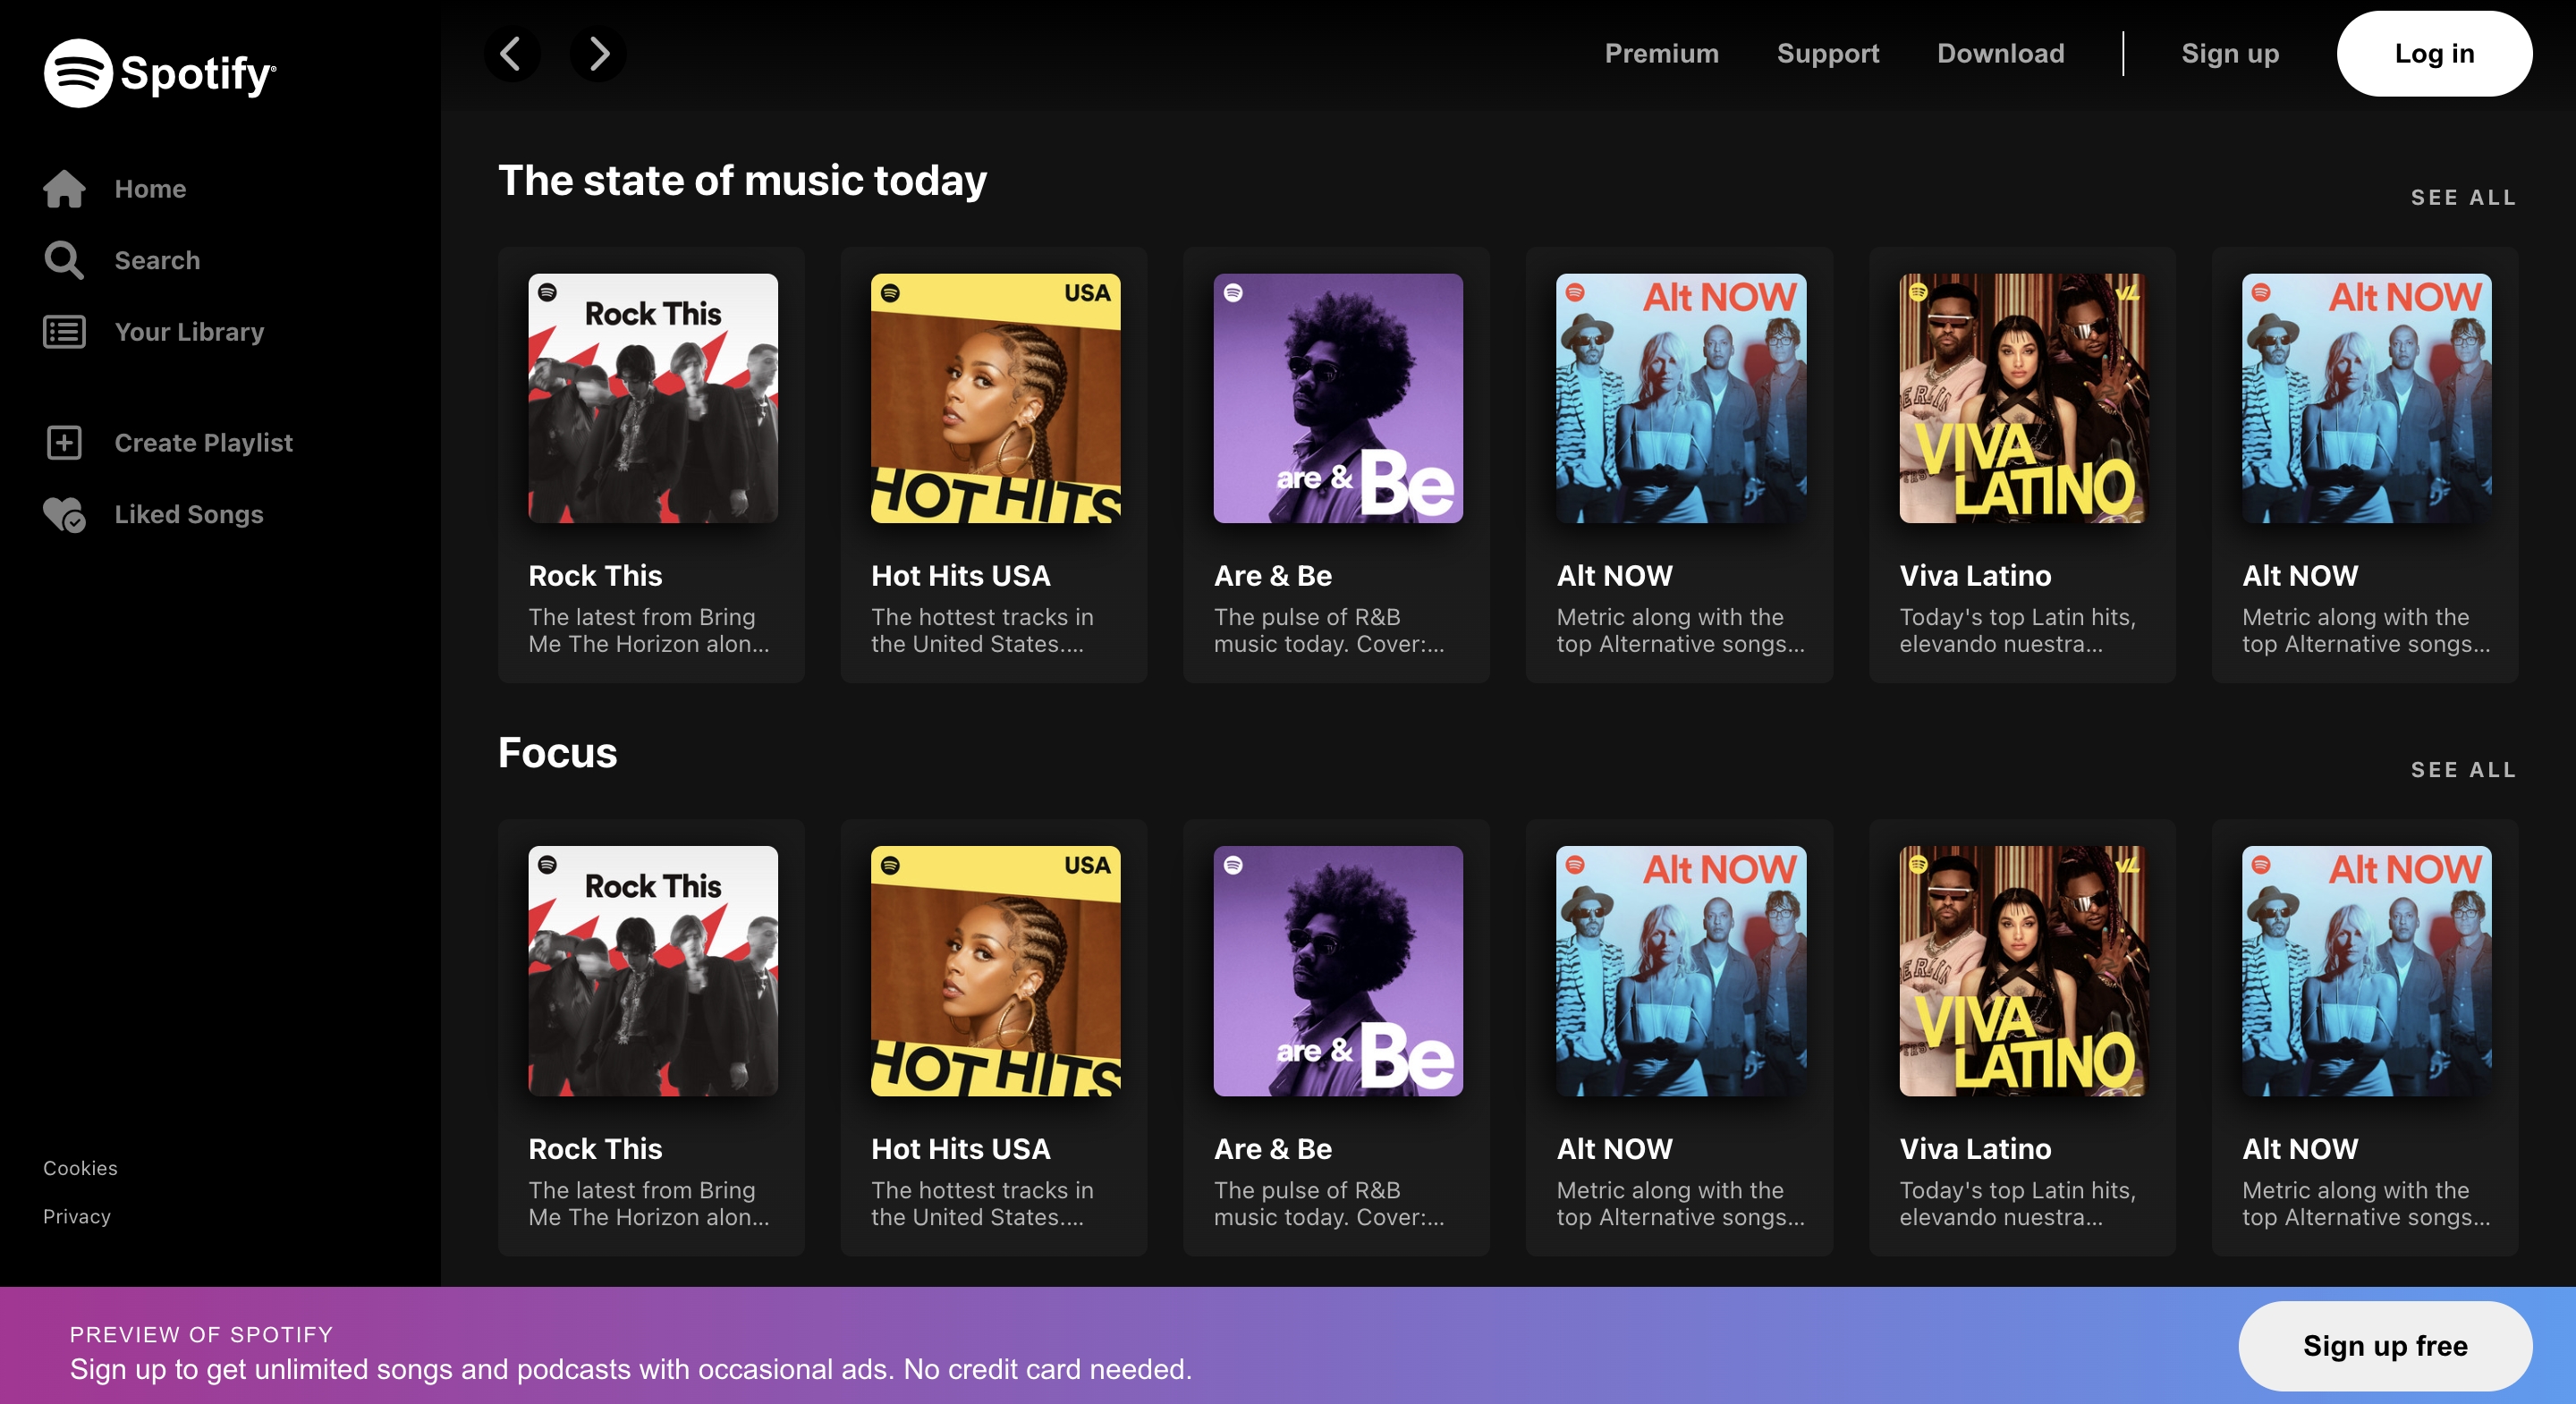 Spotify
Home
Search
Your Library
Create Playlist
Liked Songs
Cookies
Privacy
Premium
Support
Download
Sign up
Log in
The state of music today
SEE ALL
Rock This
USA
HOT HITS
are & Be
Alt NOW
VL
VIVA
LATINO
Alt NOW
Rock This
The latest from Bring
Me The Horizon alon...
Hot Hits USA
The hottest tracks in
the United States....
Are & Be
The pulse of R&B
music today. Cover:...
Alt NOW
Metric along with the
top Alternative songs...
Viva Latino
Today's top Latin hits,
elevando nuestra...
Alt NOW
Metric along with the
top Alternative songs...
Focus
SEE ALL
Rock This
USA
HOT HITS
are & Be
Alt NOW
VL
VIVA
LATINO
Alt NOW
Rock This
The latest from Bring
Me The Horizon alon...
Hot Hits USA
The hottest tracks in
the United States....
Are & Be
The pulse of R&B
music today. Cover:...
Alt NOW
Metric along with the
top Alternative songs...
Viva Latino
Today's top Latin hits,
elevando nuestra...
Alt NOW
Metric along with the
top Alternative songs...
PREVIEW OF SPOTIFY
Sign up to get unlimited songs and podcasts with occasional ads. No credit card needed.
Sign up free